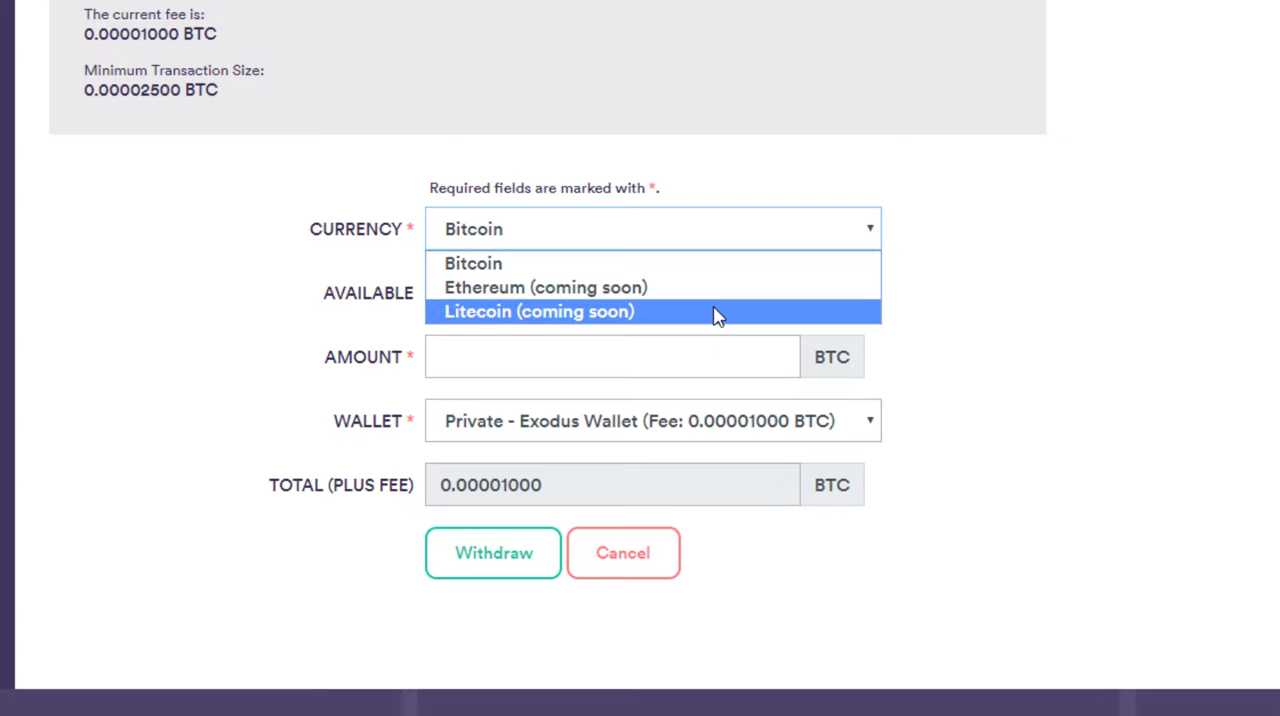 The current fee is:
0.00001000 BTC
Minimum Transaction Size:
0.00002500 BTC
Required fields are marked with *.
CURRENCY * Bitcoin
Bitcoin
Ethereum (coming soon)
AVAILABLE
Litecoin (coming soon)
AMOUNT * BTC
WALLET * Private - Exodus Wallet (Fee: 0.00001000 BTC)
TOTAL (PLUS FEE) 0.00001000 BTC
Withdraw Cancel